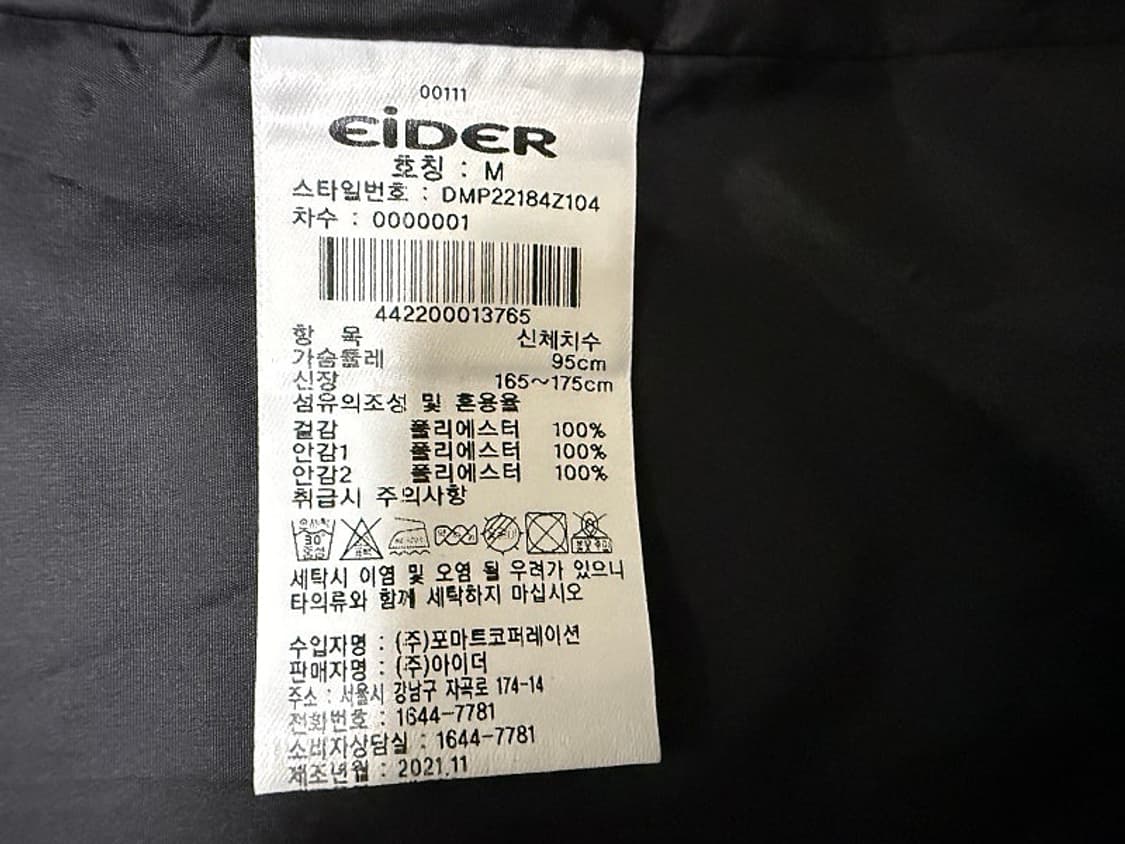 00111
EiDER
호칭 : M
스타일번호 : DMP22184Z104
차수 : 0000001
442200013765
항 목 신체치수
가슴둘레 95cm
신장 165~175cm
섬유의조성 및 혼용율
겉감 폴리에스터 100%
안감1 폴리에스터 100%
안감2 폴리에스터 100%
취급시 주의사항
손세탁 30 중성
표백
세탁시 이염 및 오염 될 우려가 있으니
타의류와 함께 세탁하지 마십시오
수입자명 : (주)포마트코퍼레이션
판매자명 : (주)아이더
주소 : 서울시 강남구 자곡로 174-14
전화번호 : 1644-7781
소비자상담실 : 1644-7781
제조년월 : 2021.11